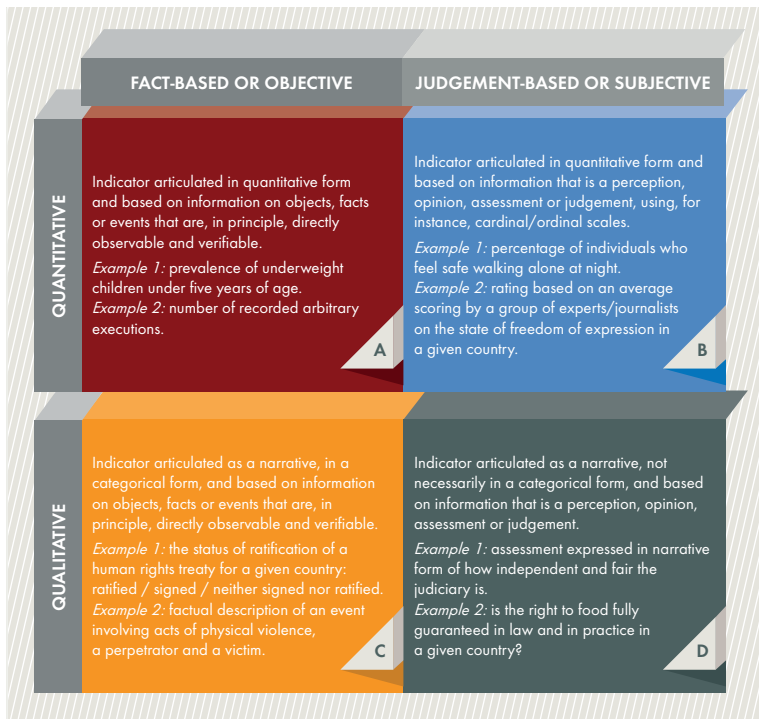 FACT-BASED OR OBJECTIVE
JUDGEMENT-BASED OR SUBJECTIVE
QUANTITATIVE
Indicator articulated in quantitative form
and based on information on objects, facts
or events that are, in principle, directly
observable and verifiable.
Example 1: prevalence of underweight
children under five years of age.
Example 2: number of recorded arbitrary
executions.
A
Indicator articulated in quantitative form and
based on information that is a perception,
opinion, assessment or judgement, using, for
instance, cardinal/ordinal scales.
Example 1: percentage of individuals who
feel safe walking alone at night.
Example 2: rating based on an average
scoring by a group of experts/journalists
on the state of freedom of expression in
a given country.
B
QUALITATIVE
Indicator articulated as a narrative, in a
categorical form, and based on information
on objects, facts or events that are, in
principle, directly observable and verifiable.
Example 1: the status of ratification of a
human rights treaty for a given country:
ratified / signed / neither signed nor ratified.
Example 2: factual description of an event
involving acts of physical violence,
a perpetrator and a victim.
C
Indicator articulated as a narrative, not
necessarily in a categorical form, and based
on information that is a perception, opinion,
assessment or judgement.
Example 1: assessment expressed in narrative
form of how independent and fair the
judiciary is.
Example 2: is the right to food fully
guaranteed in law and in practice in
a given country?
D